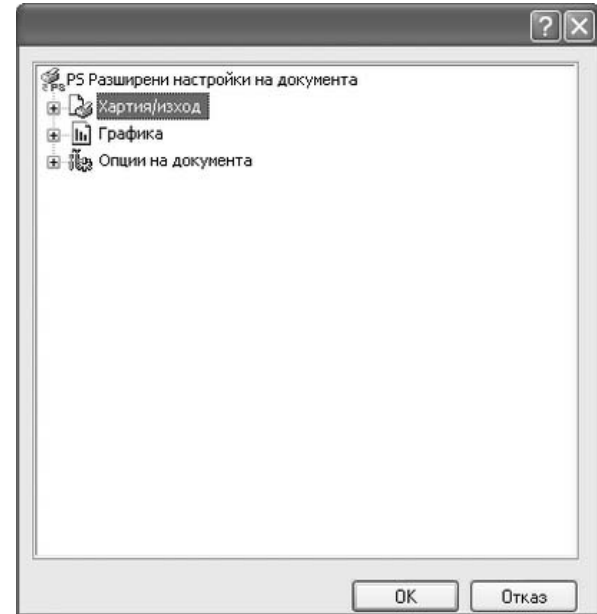 PS Разширени настройки на документа
Хартия/изход
Графика
Опции на документа
OK
Отказ